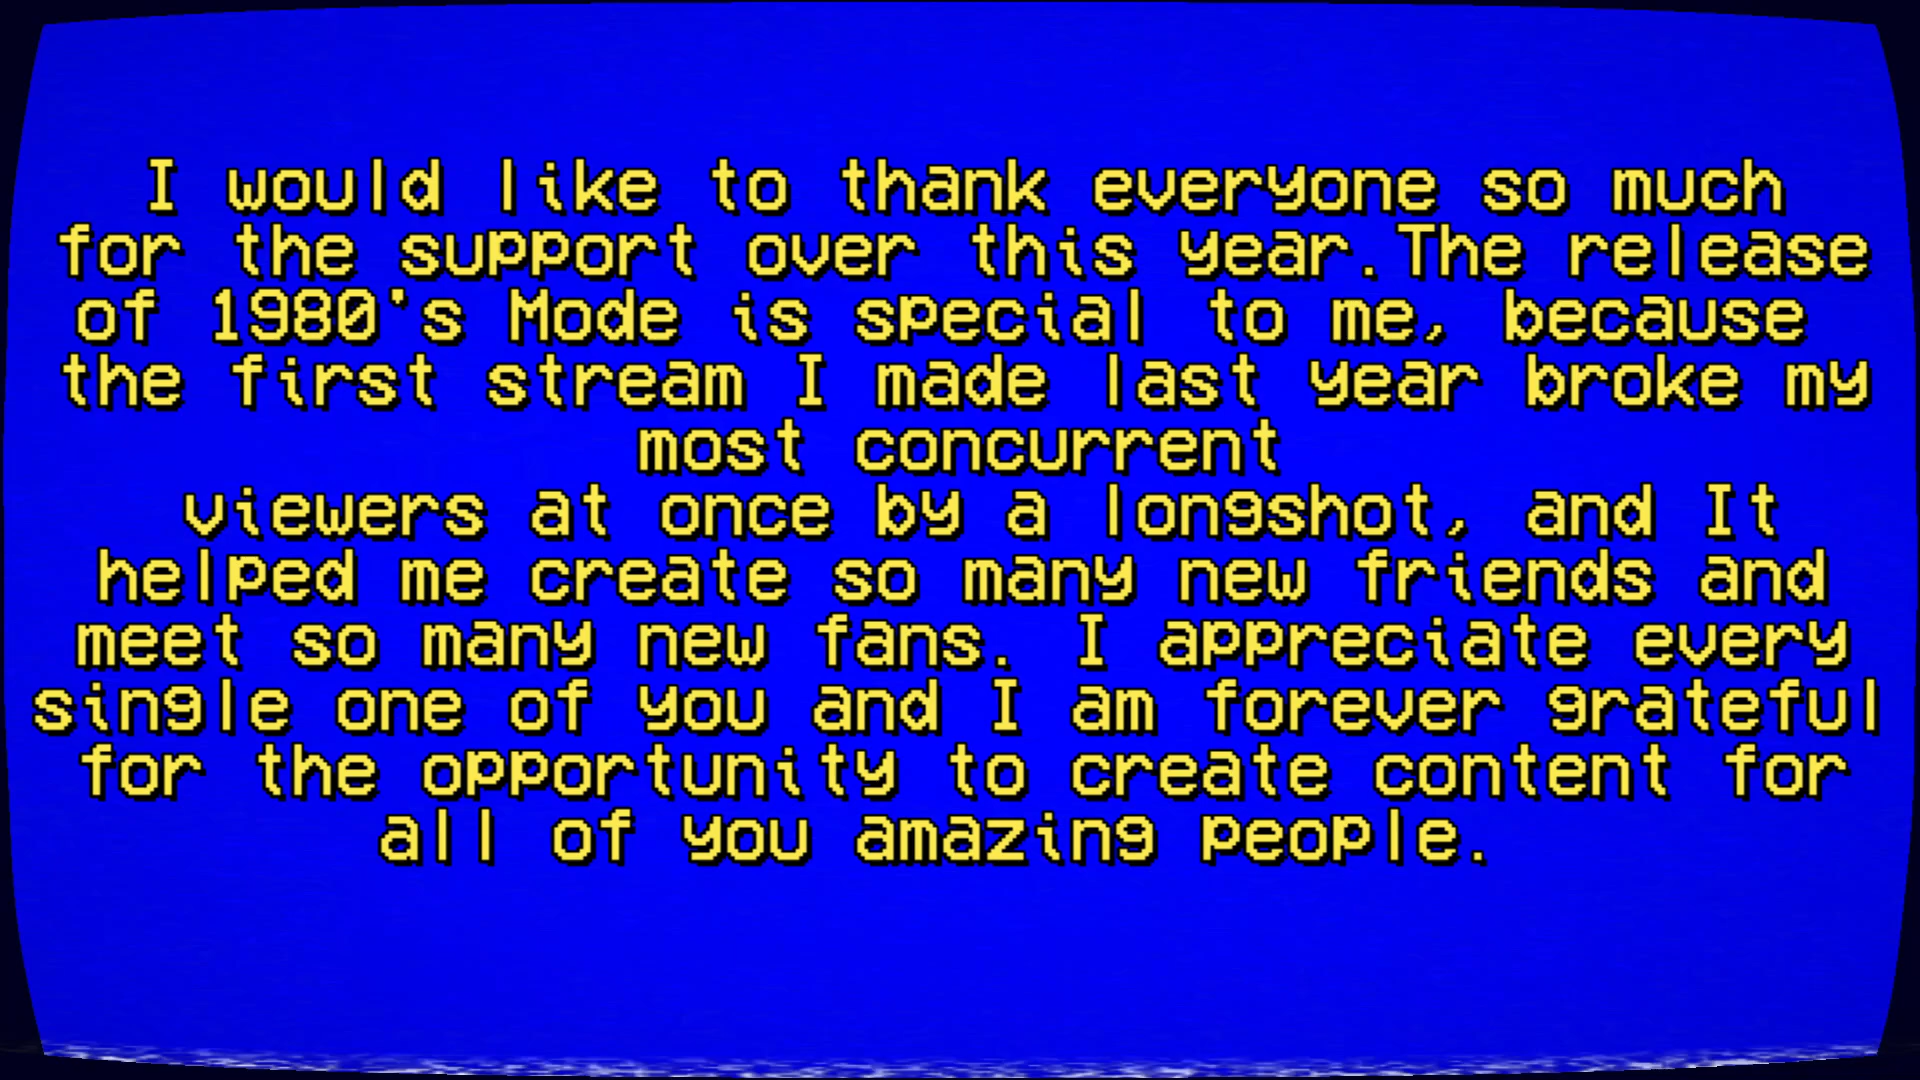 I would like to thank everyone so much
for the support over this year.The release
of 1980's Mode is special to me, because
the first stream I made last year broke my
most concurrent
viewers at once by a longshot, and It
helped me create so many new friends and
meet so many new fans. I appreciate every
single one of you and I am forever grateful
for the opportunity to create content for
all of you amazing people.